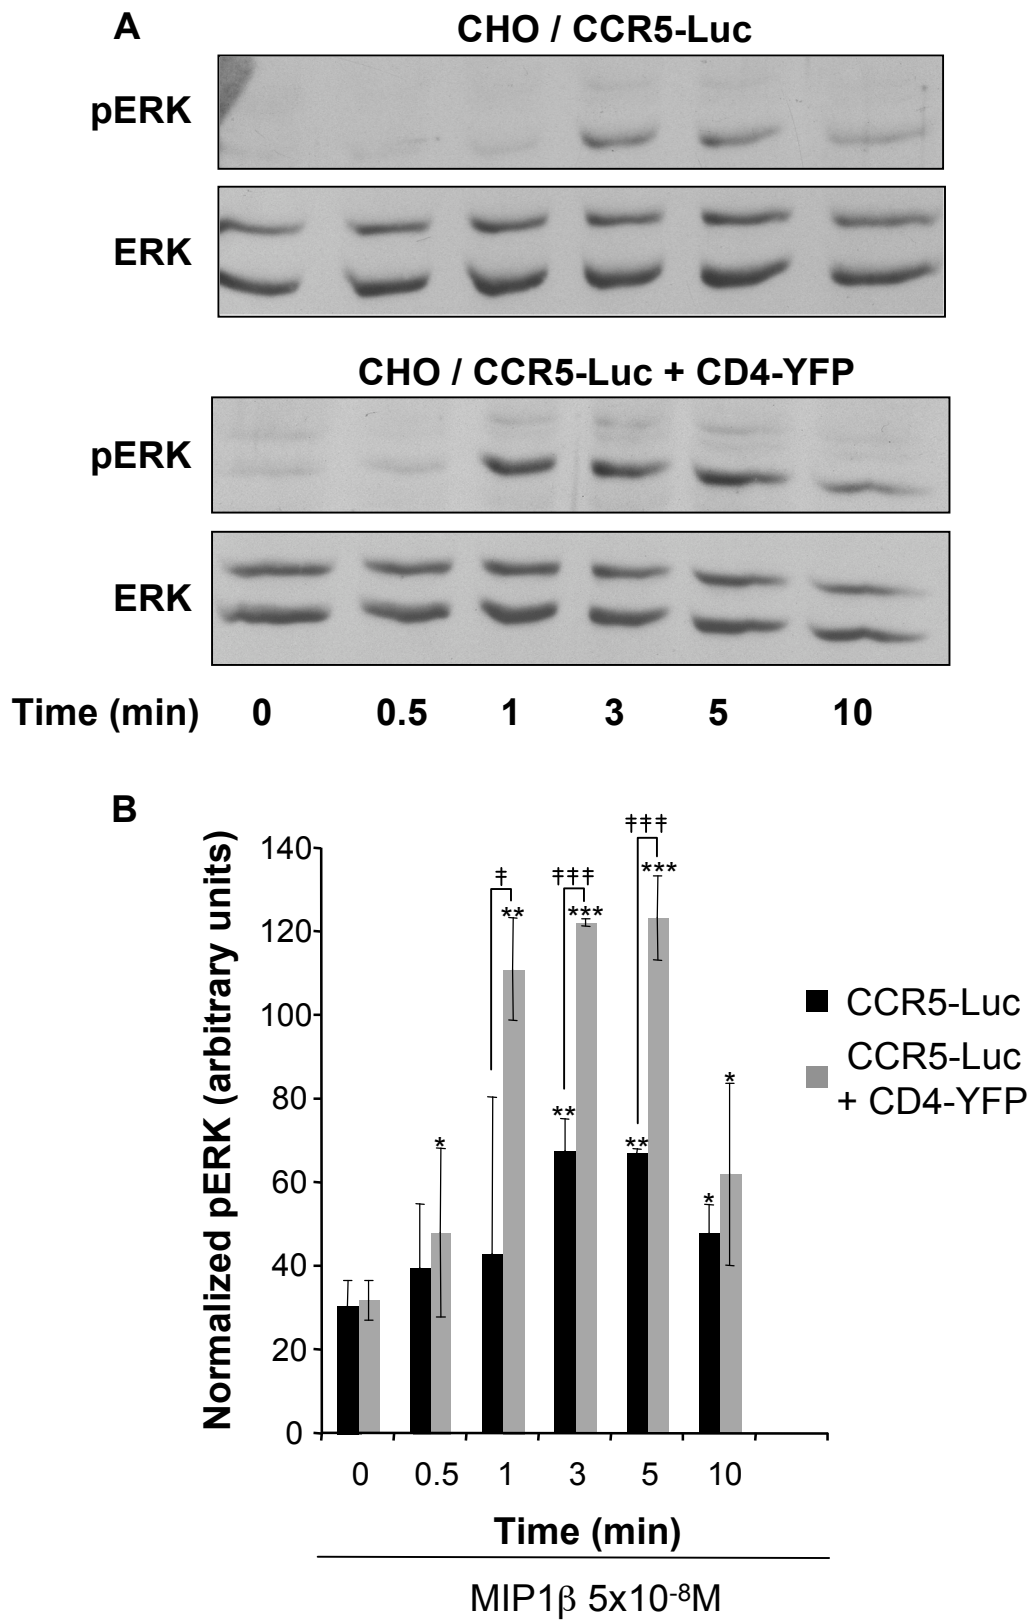 A
CHO / CCR5-Luc
pERK
ERK
CHO / CCR5-Luc + CD4-YFP
pERK
ERK
Time (min) 0 0.5 1 3 5 10
B
Normalized pERK (arbitrary units)
140
120
100
80
60
40
20
0
‡
‡‡‡
‡‡‡
*
**
**
***
**
***
*
*
CCR5-Luc
CCR5-Luc
+ CD4-YFP
0 0.5 1 3 5 10
Time (min)
MIP1β 5x10⁻⁸M